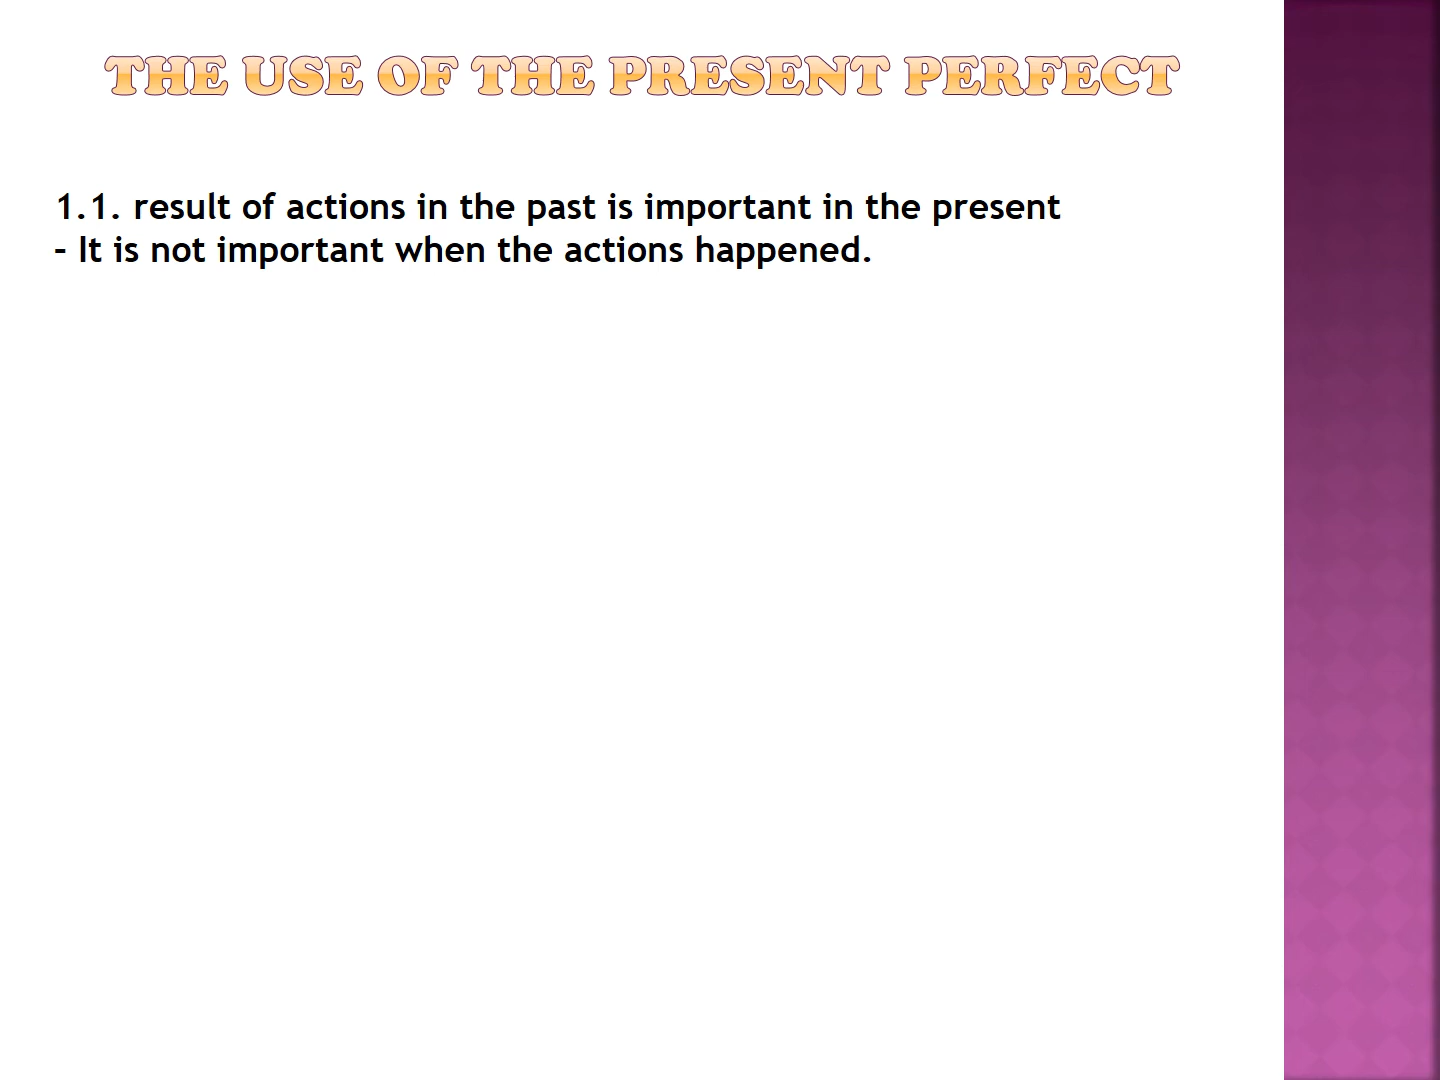 THE USE OF THE PRESENT PERFECT
1.1. result of actions in the past is important in the present
– It is not important when the actions happened.